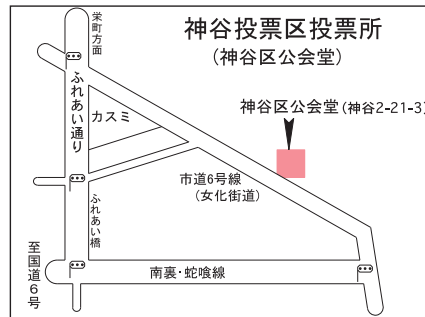 神谷投票区投票所
(神谷区公会堂)
栄町方面
神谷区公会堂(神谷2-21-3)
ふれあい通り
カスミ
市道6号線
(女化街道)
ふれあい橋
至国道6号
南裏・蛇喰線